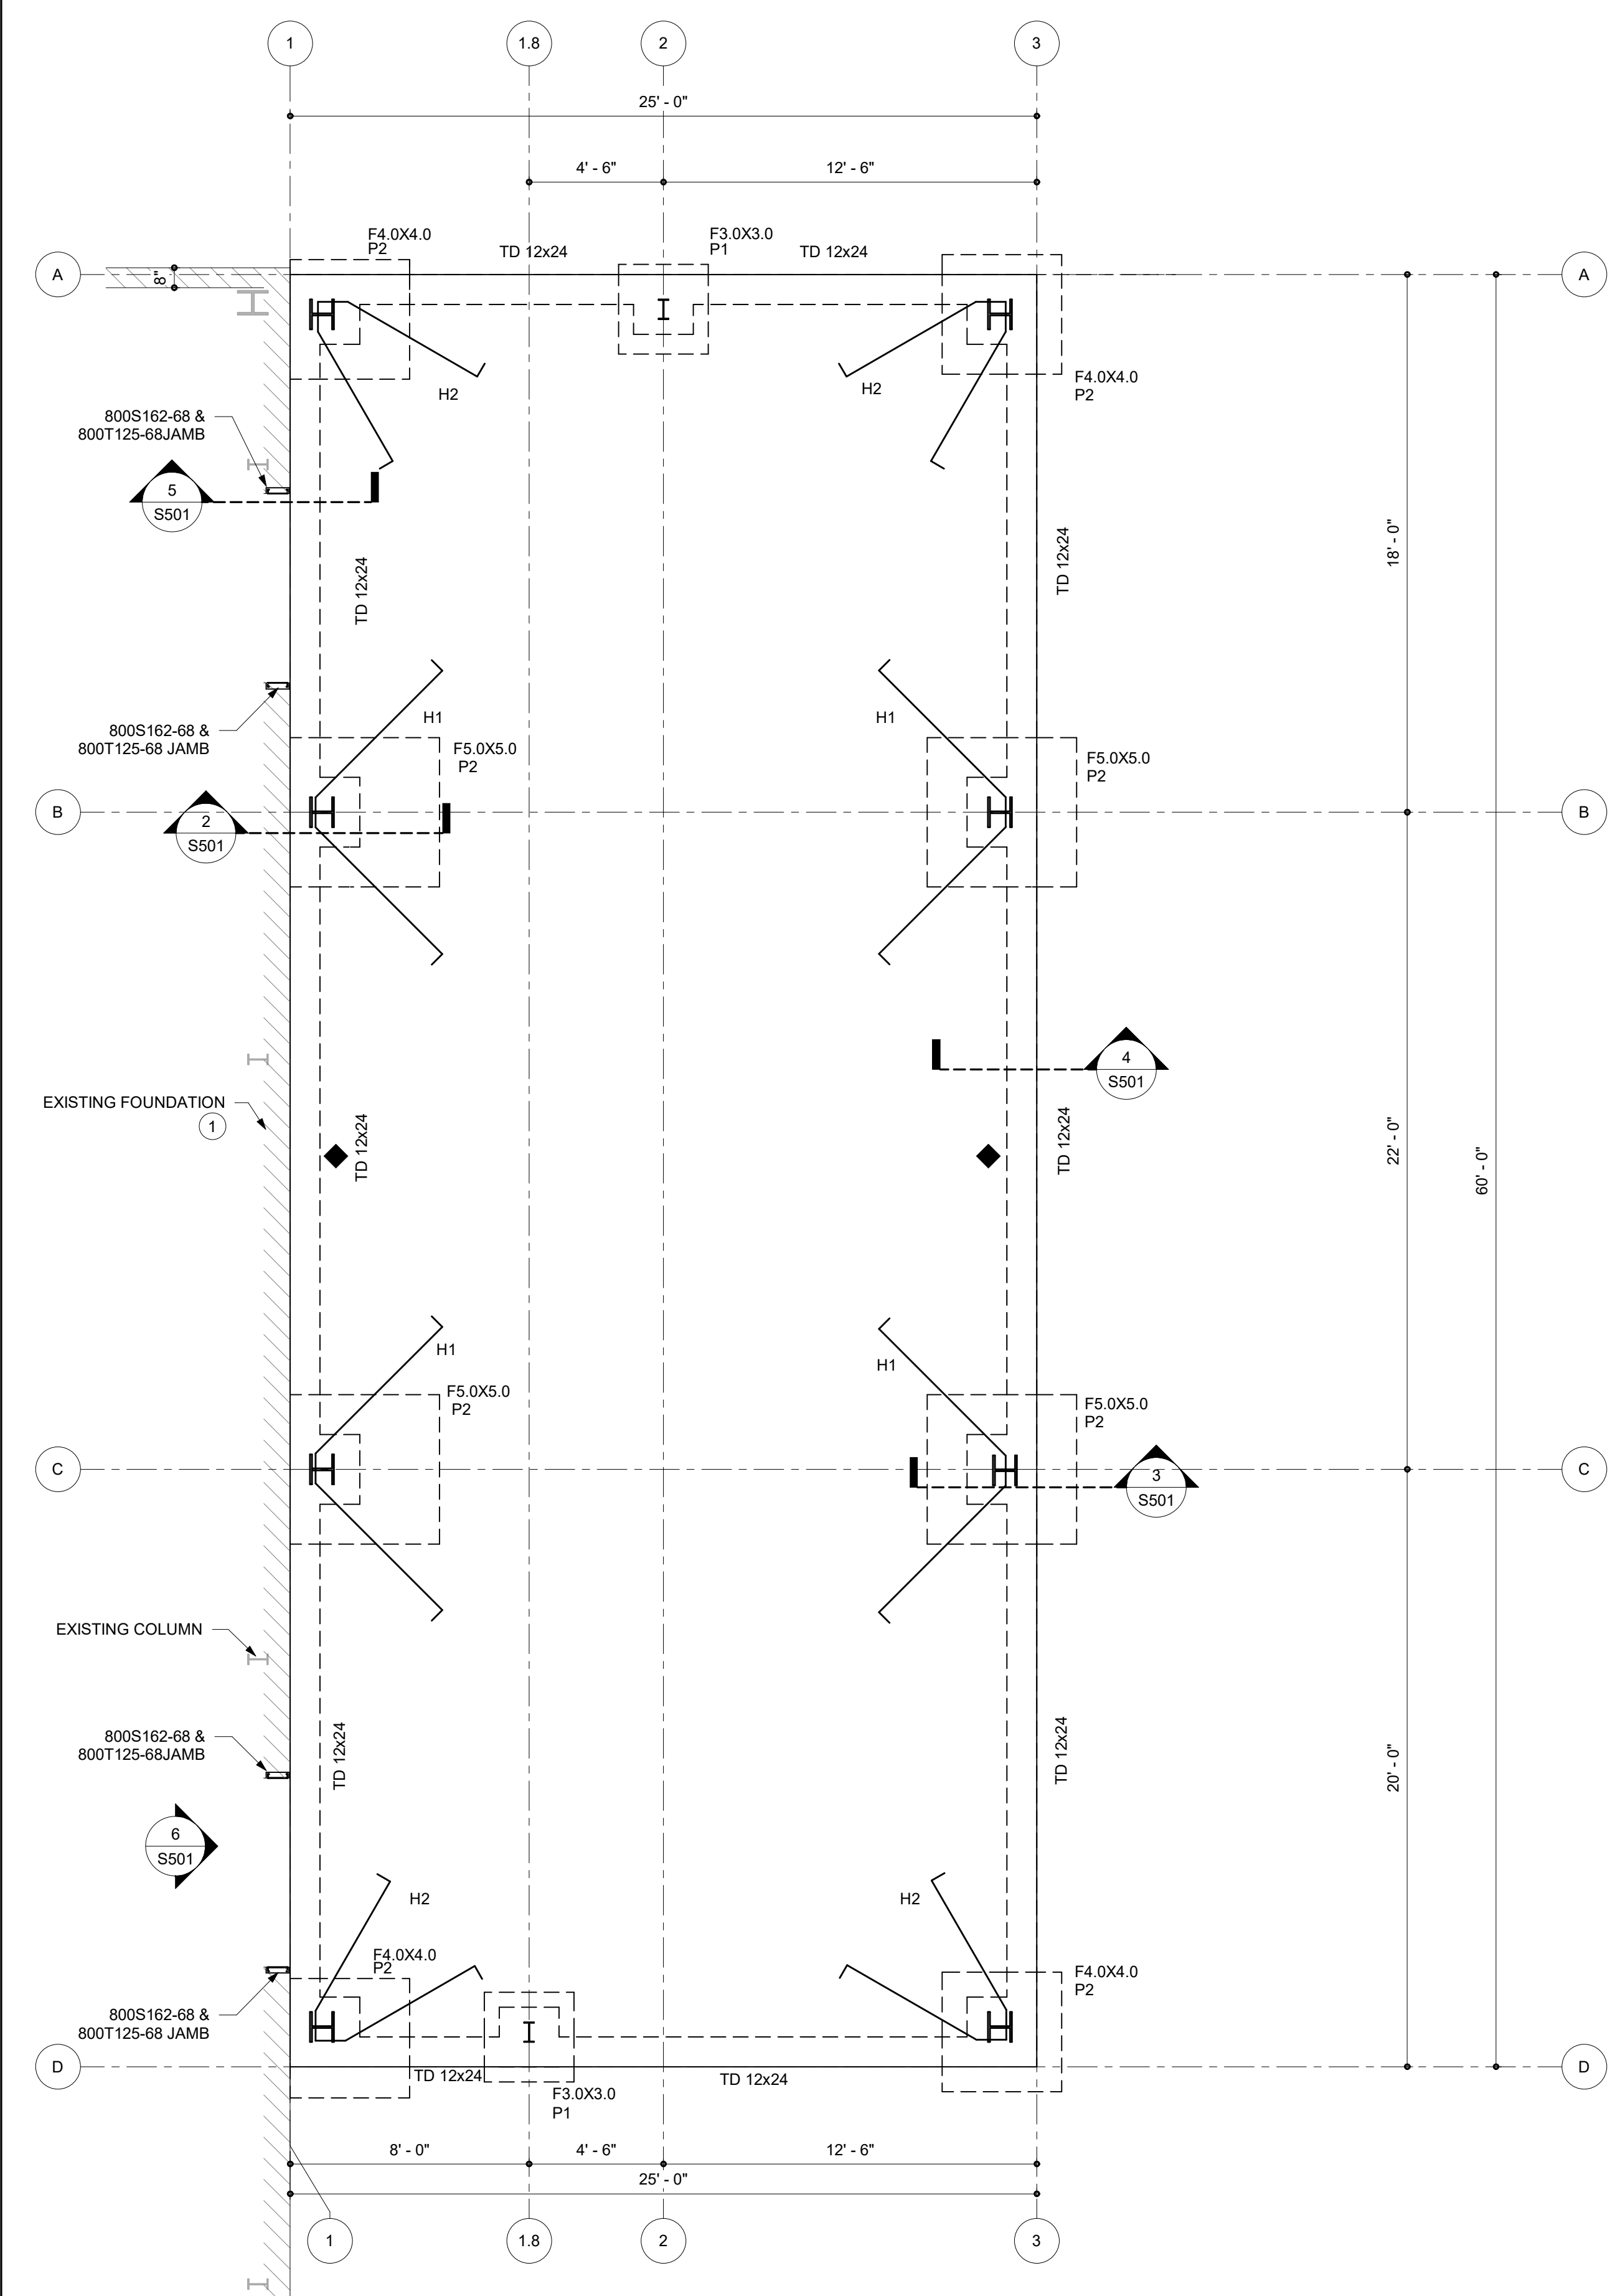 1
1.8
2
3
25' - 0"
4' - 6"
12' - 6"
F4.0X4.0
P2
TD 12x24
F3.0X3.0
P1
TD 12x24
A
8"
A
F4.0X4.0
P2
H2
H2
800S162-68 &
800T125-68JAMB
5
S501
TD 12x24
TD 12x24
18' - 0"
800S162-68 &
800T125-68 JAMB
H1
H1
F5.0X5.0
P2
F5.0X5.0
P2
B
B
2
S501
4
S501
EXISTING FOUNDATION
1
TD 12x24
TD 12x24
22' - 0"
60' - 0"
H1
H1
F5.0X5.0
P2
F5.0X5.0
P2
C
C
3
S501
EXISTING COLUMN
800S162-68 &
800T125-68JAMB
TD 12x24
TD 12x24
20' - 0"
6
S501
H2
H2
F4.0X4.0
P2
F4.0X4.0
P2
800S162-68 &
800T125-68 JAMB
D
D
TD 12x24
TD 12x24
F3.0X3.0
P1
8' - 0"
4' - 6"
12' - 6"
25' - 0"
1
1.8
2
3